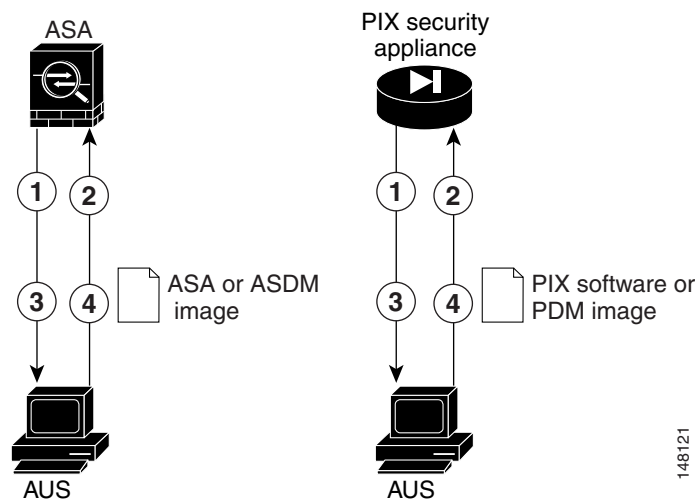 ASA
1
2
3
4
ASA or ASDM
image
AUS
PIX security
appliance
1
2
3
4
PIX software or
PDM image
AUS
148121